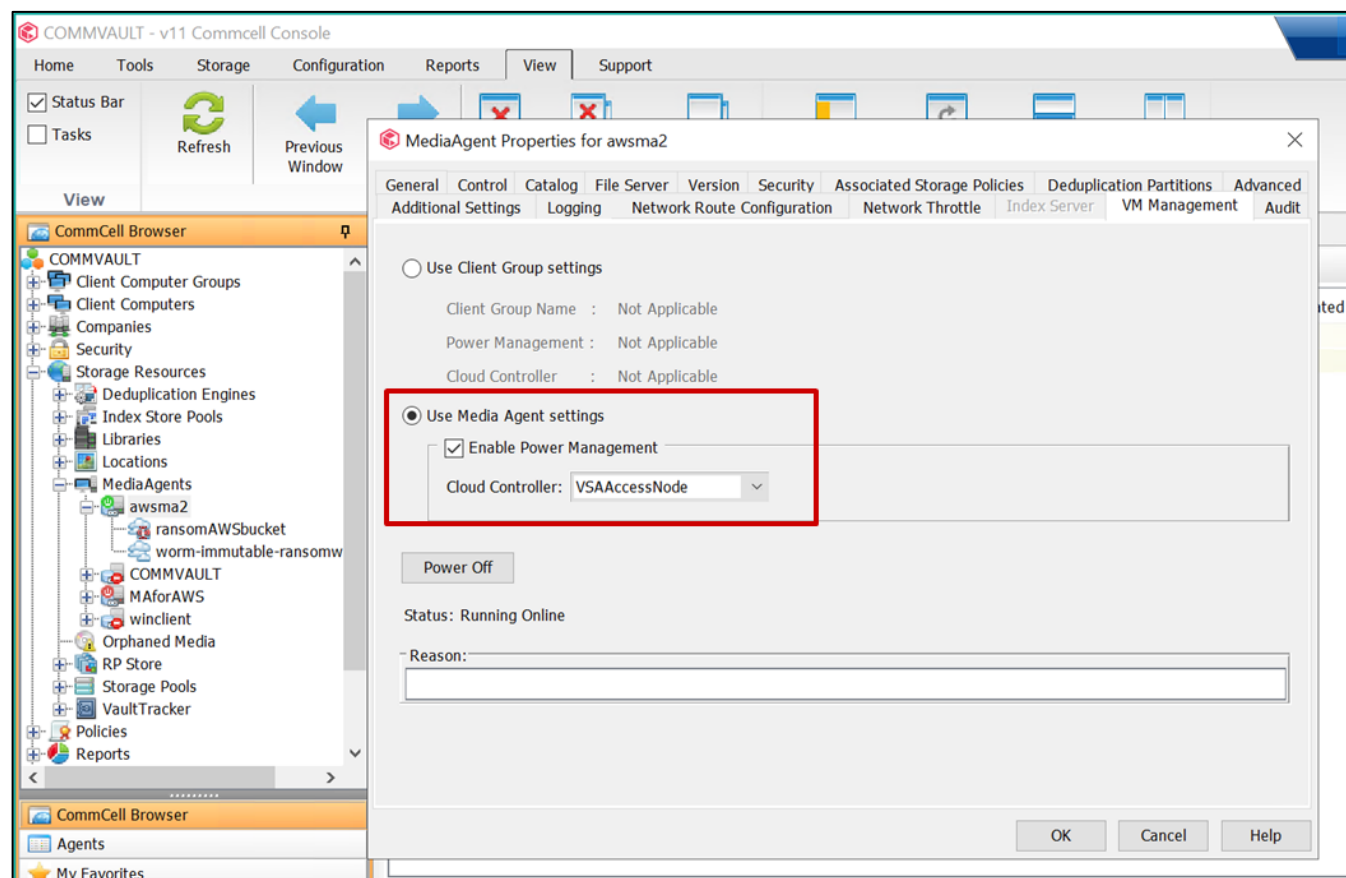 COMMVAULT - v11 Commcell Console
Home Tools Storage Configuration Reports View Support
Status Bar
Tasks
Refresh
Previous
Window
View
CommCell Browser
COMMVAULT
Client Computer Groups
Client Computers
Companies
Security
Storage Resources
Deduplication Engines
Index Store Pools
Libraries
Locations
MediaAgents
awsma2
ransomAWSbucket
worm-immutable-ransomw
COMMVAULT
MAforAWS
winclient
Orphaned Media
RP Store
Storage Pools
VaultTracker
Policies
Reports
CommCell Browser
Agents
My Favorites
MediaAgent Properties for awsma2
General Control Catalog File Server Version Security Associated Storage Policies Deduplication Partitions Advanced
Additional Settings Logging Network Route Configuration Network Throttle Index Server VM Management Audit
Use Client Group settings
Client Group Name : Not Applicable
Power Management : Not Applicable
Cloud Controller : Not Applicable
Use Media Agent settings
Enable Power Management
Cloud Controller: VSAAccessNode
Power Off
Status: Running Online
Reason:
OK Cancel Help